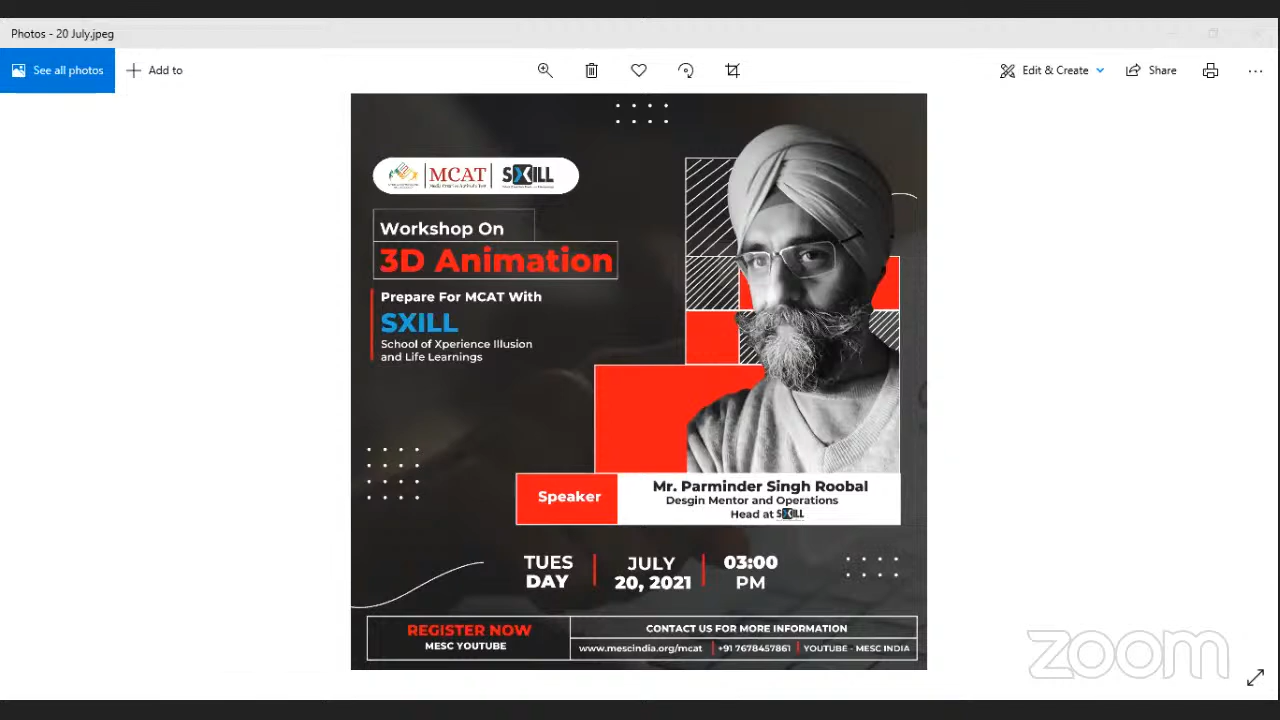 Photos - 20 July.jpeg
See all photos
Add to
Edit & Create
Share
MCAT
SXILL
Workshop On
3D Animation
Prepare For MCAT With
SXILL
School of Xperience Illusion
and Life Learnings
Speaker
Mr. Parminder Singh Roobal
Desgin Mentor and Operations
Head at SXILL
TUES
DAY
JULY
20, 2021
03:00
PM
REGISTER NOW
MESC YOUTUBE
CONTACT US FOR MORE INFORMATION
www.mescindia.org/mcat
+91 7678457861
YOUTUBE - MESC INDIA
zoom